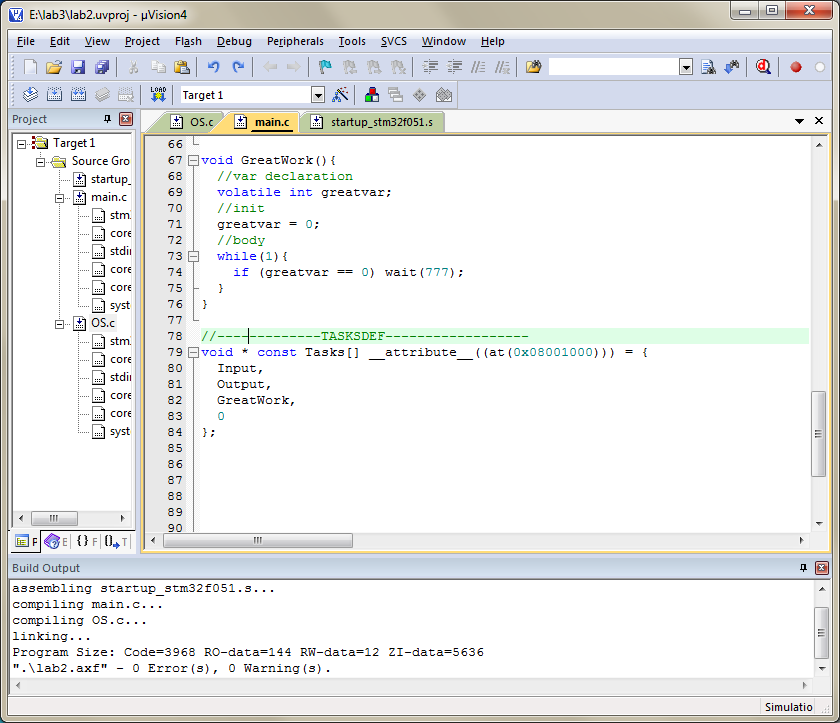 E:\lab3\lab2.uvproj - µVision4
File Edit View Project Flash Debug Peripherals Tools SVCS Window Help
LOAD
Target 1
Project
OS.c main.c startup_stm32f051.s
Target 1
Source Gro
startup_
main.c
stm
core
stdi
core
core
syst
OS.c
stm
core
stdi
core
core
syst
F E {} F 0 T
66
67 void GreatWork(){
68 //var declaration
69 volatile int greatvar;
70 //init
71 greatvar = 0;
72 //body
73 while(1){
74 if (greatvar == 0) wait(777);
75 }
76 }
77
78 //-------------TASKSDEF------------------
79 void * const Tasks[] __attribute__((at(0x08001000))) = {
80 Input,
81 Output,
82 GreatWork,
83 0
84 };
85
86
87
88
89
90
Build Output
assembling startup_stm32f051.s...
compiling main.c...
compiling OS.c...
linking...
Program Size: Code=3968 RO-data=144 RW-data=12 ZI-data=5636
".\lab2.axf" - 0 Error(s), 0 Warning(s).
Simulatio